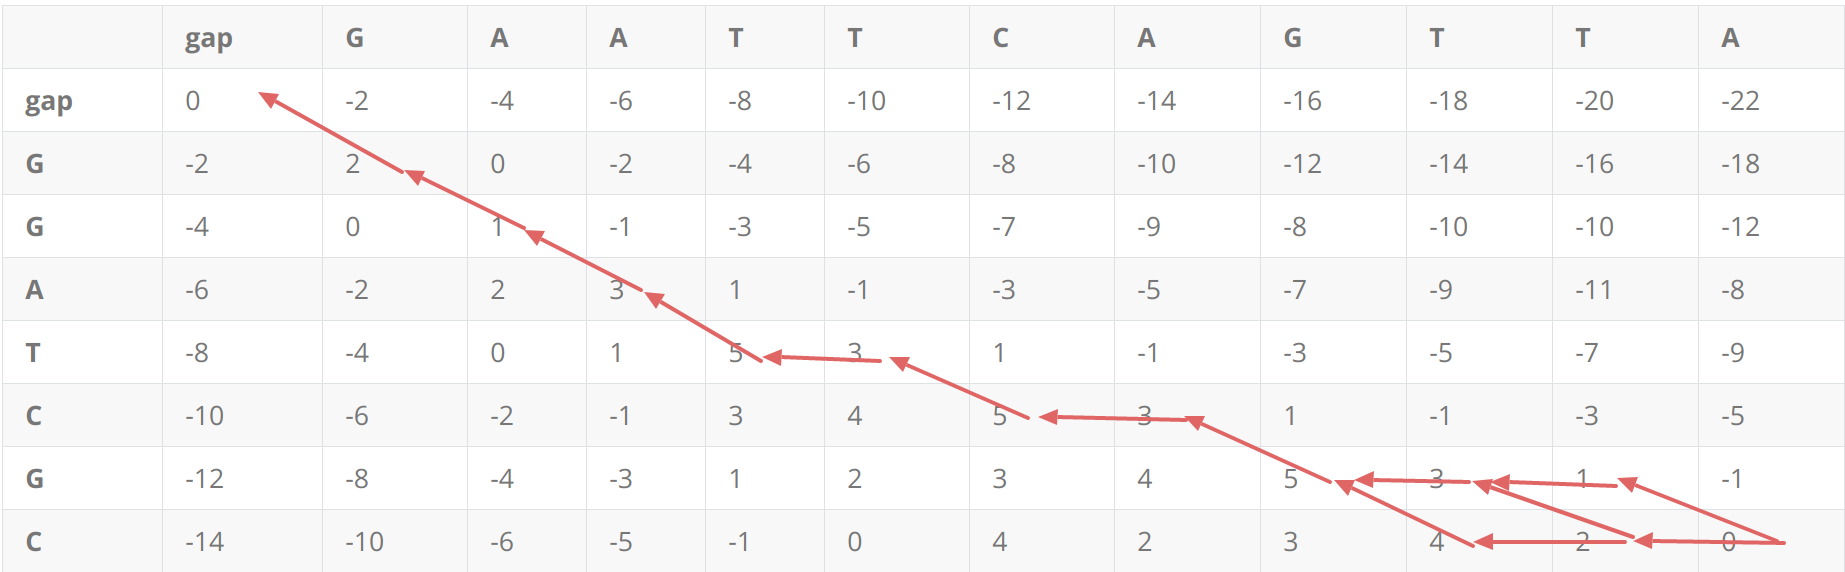 gap G A A T T C A G T T A
gap 0 -2 -4 -6 -8 -10 -12 -14 -16 -18 -20 -22
G -2 2 0 -2 -4 -6 -8 -10 -12 -14 -16 -18
G -4 0 1 -1 -3 -5 -7 -9 -8 -10 -10 -12
A -6 -2 2 3 1 -1 -3 -5 -7 -9 -11 -8
T -8 -4 0 1 5 3 1 -1 -3 -5 -7 -9
C -10 -6 -2 -1 3 4 5 3 1 -1 -3 -5
G -12 -8 -4 -3 1 2 3 4 5 3 1 -1
C -14 -10 -6 -5 -1 0 4 2 3 4 2 0